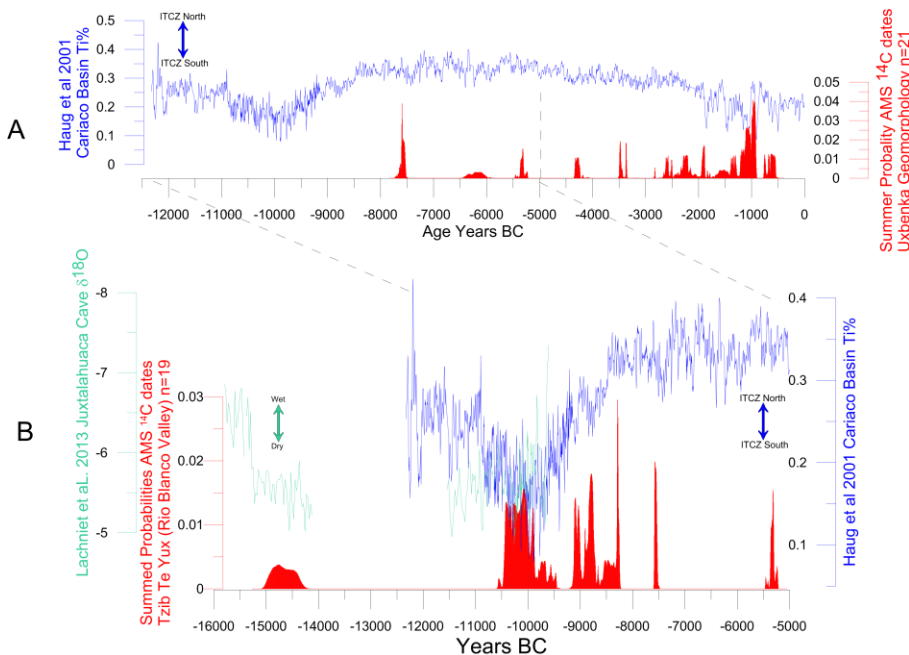 ITCZ North
ITCZ South
0.5
0.4
0.3
0.2
0.1
0
Haug et al 2001
Cariaco Basin Ti%
A
0.05
0.04
0.03
0.02
0.01
0
Summer Probality AMS 14C dates
Uxbenka Geomorphology n=21
-12000 -11000 -10000 -9000 -8000 -7000 -6000 -5000 -4000 -3000 -2000 -1000 0
Age Years BC
B
Lachniet et aL. 2013 Juxtalahuaca Cave δ18O
-8
-7
-6
-5
Summed Probabilities AMS 14C dates
Tzib Te Yux (Rio Blanco Valley) n=19
0.03
0.02
0.01
0
Wet
Dry
0.4
0.3
0.2
0.1
ITCZ North
ITCZ South
Haug et al 2001 Cariaco Basin Ti%
-16000 -15000 -14000 -13000 -12000 -11000 -10000 -9000 -8000 -7000 -6000 -5000
Years BC